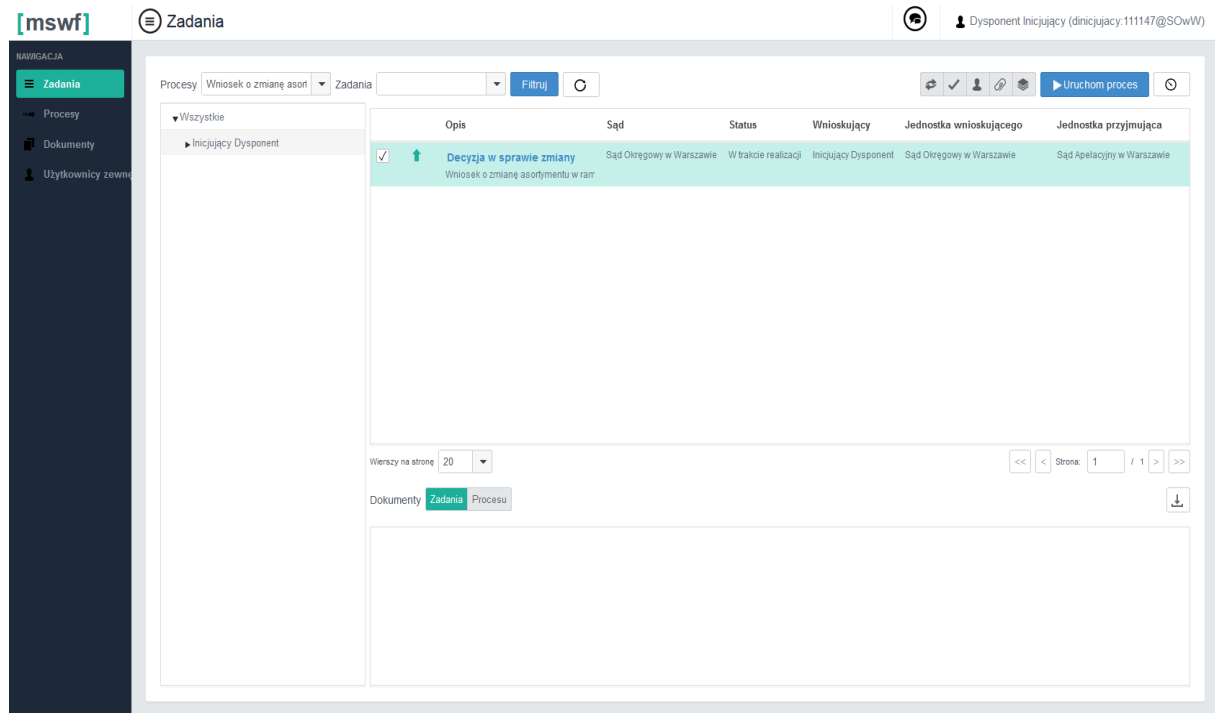 [mswf]
Zadania
Dysponent Inicjujący (dinicjujacy:111147@SOwW)
NAWIGACJA
Zadania
Procesy
Dokumenty
Użytkownicy zewnę
Procesy Wniosek o zmianę asort Zadania Filtruj Uruchom proces
Wszystkie
Inicjujący Dysponent
Opis Sąd Status Wnioskujący Jednostka wnioskującego Jednostka przyjmująca
Decyzja w sprawie zmiany Sąd Okręgowy w Warszawie W trakcie realizacji Inicjujący Dysponent Sąd Okręgowy w Warszawie Sąd Apelacyjny w Warszawie
Wniosek o zmianę asortymentu w ram
Wierszy na stronę 20 << < Strona: 1 / 1 > >>
Dokumenty Zadania Procesu